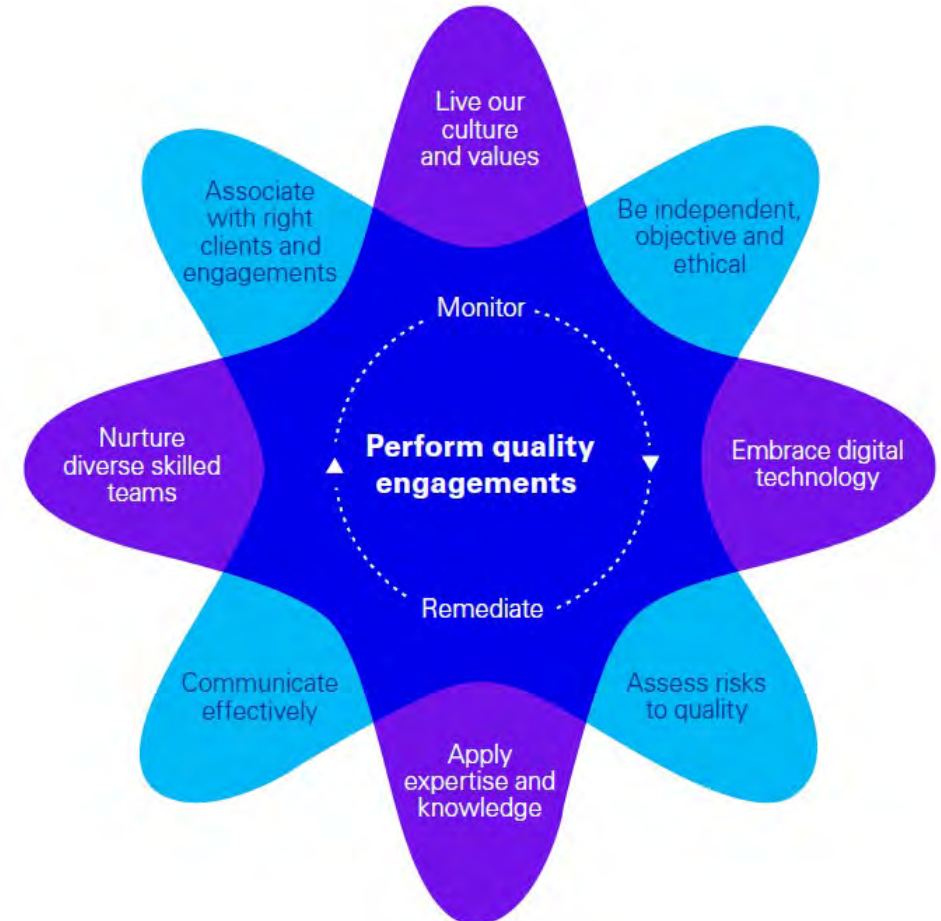 Live our
culture
and values
Associate
with right
clients and
engagements
Be independent,
objective and
ethical
Monitor
Nurture
diverse skilled
teams
Perform quality
engagements
Embrace digital
technology
Remediate
Communicate
effectively
Assess risks
to quality
Apply
expertise and
knowledge